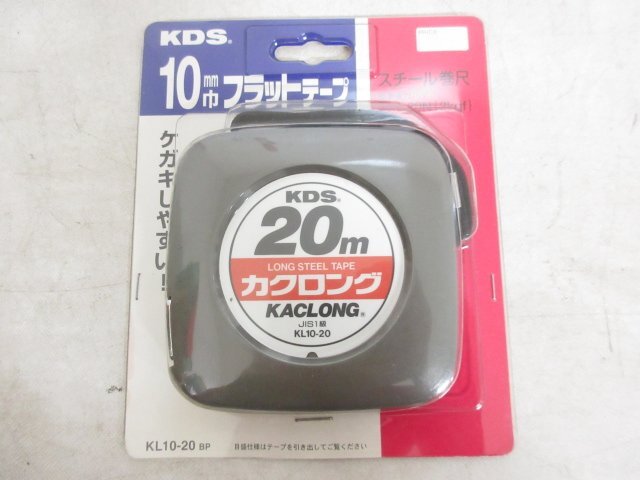 KDS®
10mm巾フラットテープ
スチール巻尺
ケガキしやすい!!
KDS®
20m
LONG STEEL TAPE
カクロング
KACLONG®
JIS1級
KL10-20
KL10-20 BP
目盛仕様はテープを引き出してご覧ください